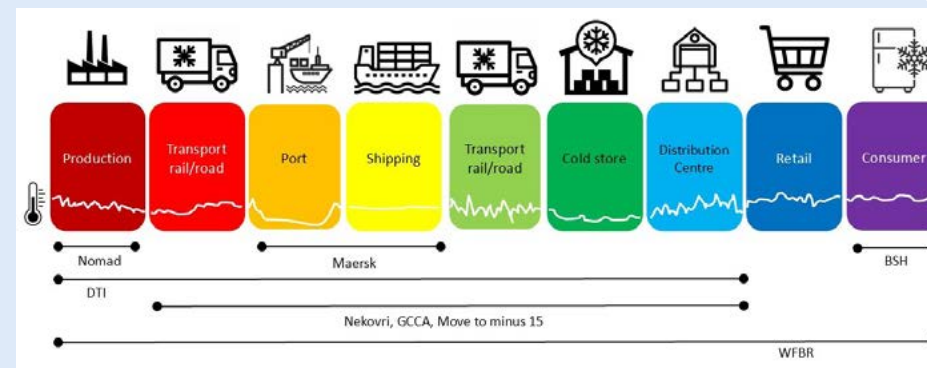 Production
Transport
rail/road
Port
Shipping
Transport
rail/road
Cold store
Distribution
Centre
Retail
Consumer
Nomad
Maersk
BSH
DTI
Nekovri, GCCA, Move to minus 15
WFBR